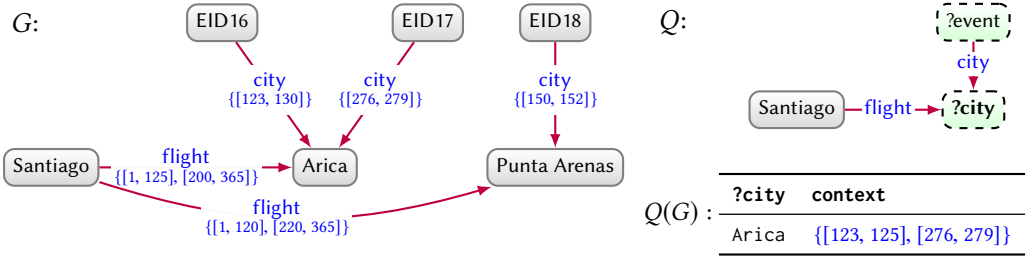 G:
EID16
EID17
EID18
city
{[123, 130]}
city
{[276, 279]}
city
{[150, 152]}
Santiago
flight
{[1, 125], [200, 365]}
Arica
Punta Arenas
flight
{[1, 120], [220, 365]}
Q:
?event
city
Santiago
flight
?city
Q(G) :
?city context
Arica {[123, 125], [276, 279]}